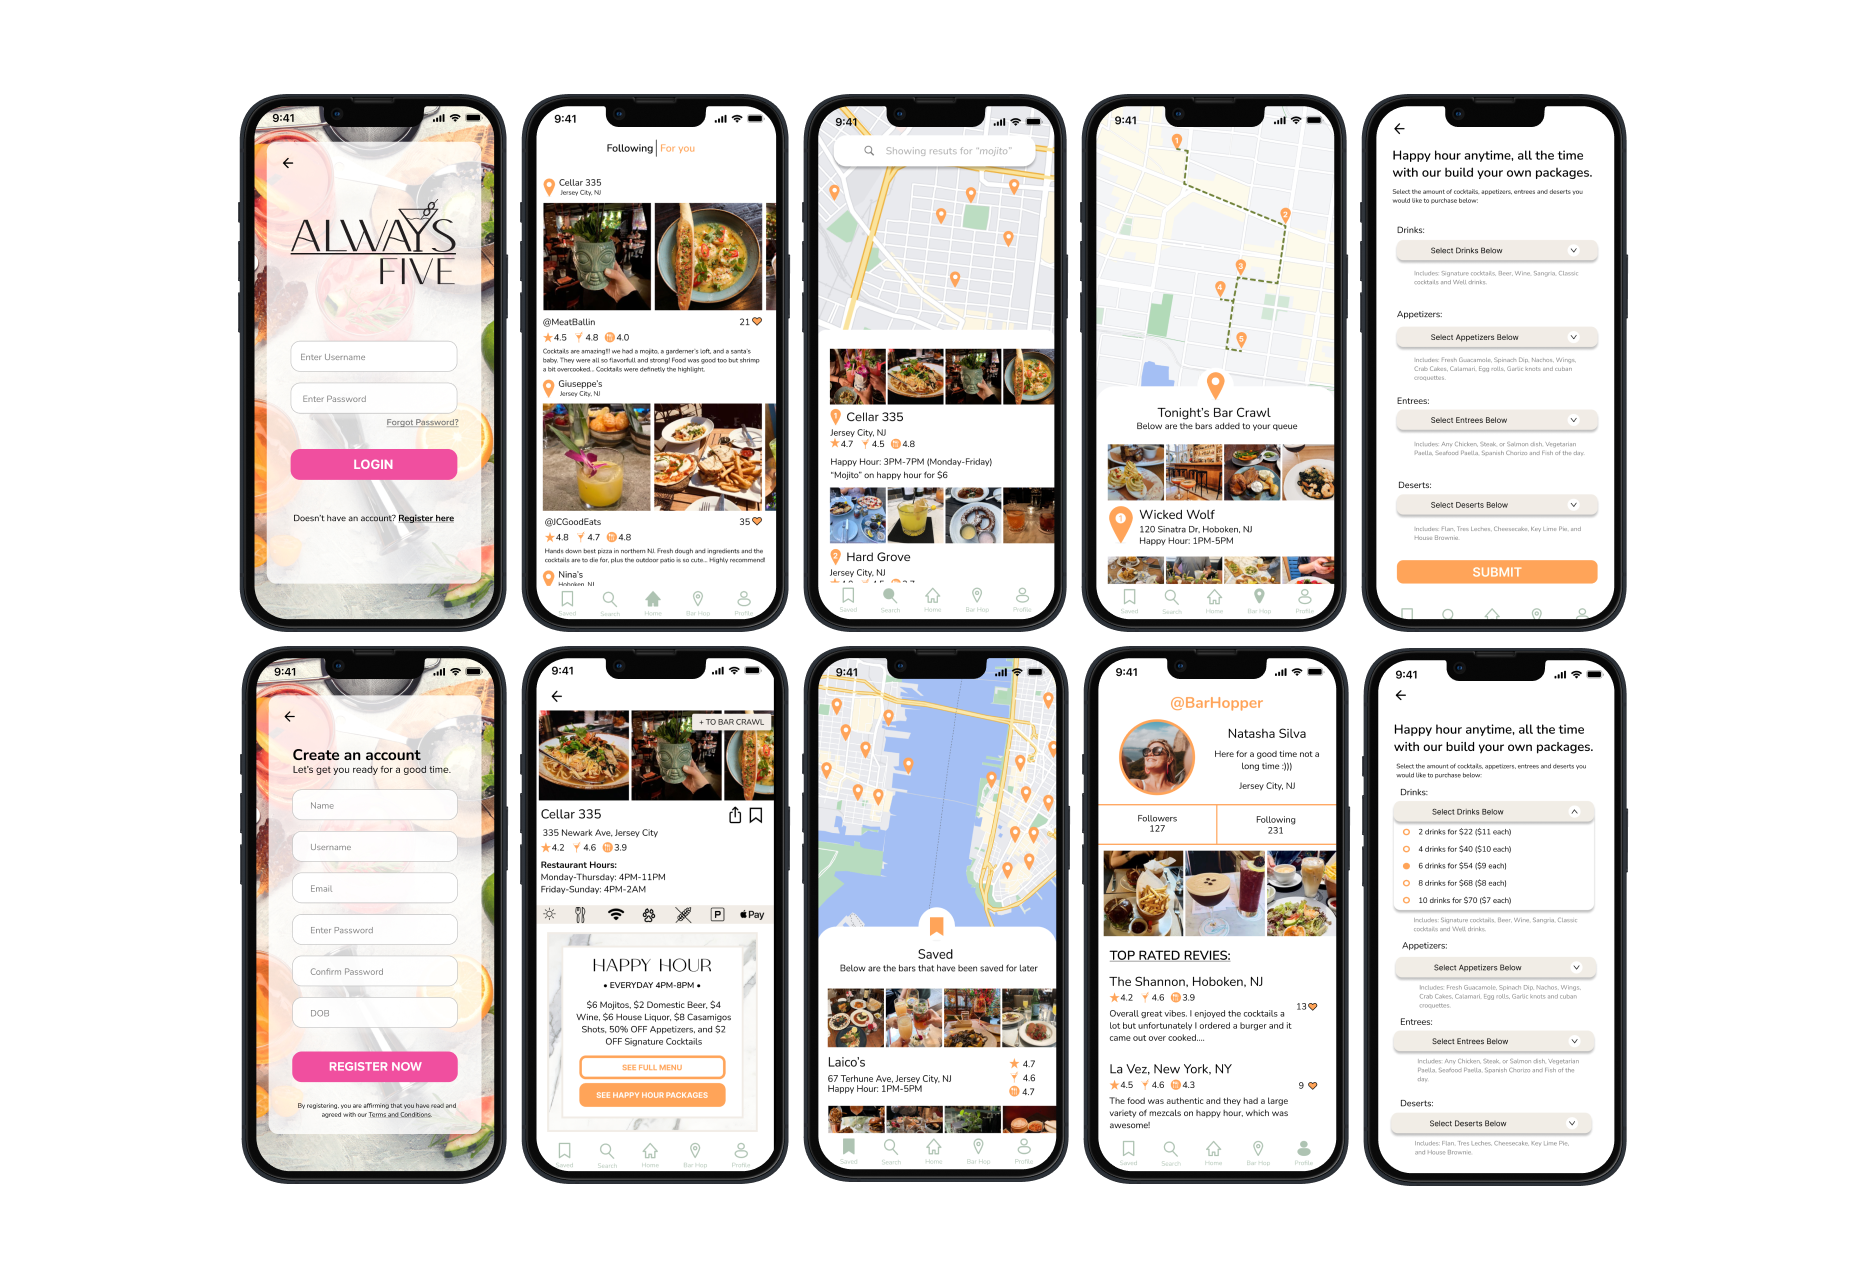 9:41
ALWAYS
FIVE
Enter Username
Enter Password
Forgot Password?
LOGIN
Doesn't have an account? Register here
9:41
Following | For you
Cellar 335
Jersey City, NJ
@MeatBallin
21
4.5 4.8 4.0
Cocktails are amazing!!! we had a mojito, a garderner's loft, and a santa's
baby. They were all so flavorfull and strong! Food was good too but shrimp
a bit overcooked... Cocktails were definetly the highlight.
Giuseppe's
Jersey City, NJ
@JCGoodEats
35
4.8 4.7 4.8
Hands down best pizza in northern NJ. Fresh dough and ingredients and the
cocktails are to die for, plus the outdoor patio is so cute... Highly recommend!
Nina's
Hoboken, NJ
Saved Search Home Bar Hop Profile
9:41
Showing resuts for "mojito"
1 Cellar 335
Jersey City, NJ
4.7 4.5 4.8
Happy Hour: 3PM-7PM (Monday-Friday)
"Mojito" on happy hour for $6
2 Hard Grove
Jersey City, NJ
Saved Search Home Bar Hop Profile
9:41
1
2
3
4
5
Tonight's Bar Crawl
Below are the bars added to your queue
1 Wicked Wolf
120 Sinatra Dr, Hoboken, NJ
Happy Hour: 1PM-5PM
Saved Search Home Bar Hop Profile
9:41
Happy hour anytime, all the time
with our build your own packages.
Select the amount of cocktails, appetizers, entrees and deserts you
would like to purchase below:
Drinks:
Select Drinks Below
Includes: Signature cocktails, Beer, Wine, Sangria, Classic
cocktails and Well drinks.
Appetizers:
Select Appetizers Below
Includes: Fresh Guacamole, Spinach Dip, Nachos, Wings,
Crab Cakes, Calamari, Egg rolls, Garlic knots and cuban
croquettes.
Entrees:
Select Entrees Below
Includes: Any Chicken, Steak, or Salmon dish, Vegetarian
Paella, Seafood Paella, Spanish Chorizo and Fish of the day.
Deserts:
Select Deserts Below
Includes: Flan, Tres Leches, Cheesecake, Key Lime Pie, and
House Brownie.
SUBMIT
9:41
Create an account
Let's get you ready for a good time.
Name
Username
Email
Enter Password
Confirm Password
DOB
REGISTER NOW
By registering, you are affirming that you have read and
agreed with our Terms and Conditions.
9:41
+ TO BAR CRAWL
Cellar 335
335 Newark Ave, Jersey City
4.2 4.6 3.9
Restaurant Hours:
Monday-Thursday: 4PM-11PM
Friday-Sunday: 4PM-2AM
P Pay
HAPPY HOUR
• EVERYDAY 4PM-8PM •
$6 Mojitos, $2 Domestic Beer, $4
Wine, $6 House Liquor, $8 Casamigos
Shots, 50% OFF Appetizers, and $2
OFF Signature Cocktails
SEE FULL MENU
SEE HAPPY HOUR PACKAGES
Saved Search Home Bar Hop Profile
9:41
Saved
Below are the bars that have been saved for later
Laico's
67 Terhune Ave, Jersey City, NJ
Happy Hour: 1PM-5PM
4.7
4.6
4.7
Saved Search Home Bar Hop Profile
9:41
@BarHopper
Natasha Silva
Here for a good time not a
long time :)))
Jersey City, NJ
Followers
127
Following
231
TOP RATED REVIES:
The Shannon, Hoboken, NJ
4.2 4.6 3.9
13
Overall great vibes. I enjoyed the cocktails a
lot but unfortunately I ordered a burger and it
came out over cooked....
La Vez, New York, NY
4.5 4.6 4.3
9
The food was authentic and they had a large
variety of mezcals on happy hour, which was
awesome!
Saved Search Home Bar Hop Profile
9:41
Happy hour anytime, all the time
with our build your own packages.
Select the amount of cocktails, appetizers, entrees and deserts you
would like to purchase below:
Drinks:
Select Drinks Below
2 drinks for $22 ($11 each)
4 drinks for $40 ($10 each)
6 drinks for $54 ($9 each)
8 drinks for $68 ($8 each)
10 drinks for $70 ($7 each)
Includes: Signature cocktails, Beer, Wine, Sangria, Classic
cocktails and Well drinks.
Appetizers:
Select Appetizers Below
Includes: Fresh Guacamole, Spinach Dip, Nachos, Wings,
Crab Cakes, Calamari, Egg rolls, Garlic knots and cuban
croquettes.
Entrees:
Select Entrees Below
Includes: Any Chicken, Steak, or Salmon dish, Vegetarian
Paella, Seafood Paella, Spanish Chorizo and Fish of the
day.
Deserts:
Select Deserts Below
Includes: Flan, Tres Leches, Cheesecake, Key Lime Pie,
and House Brownie.